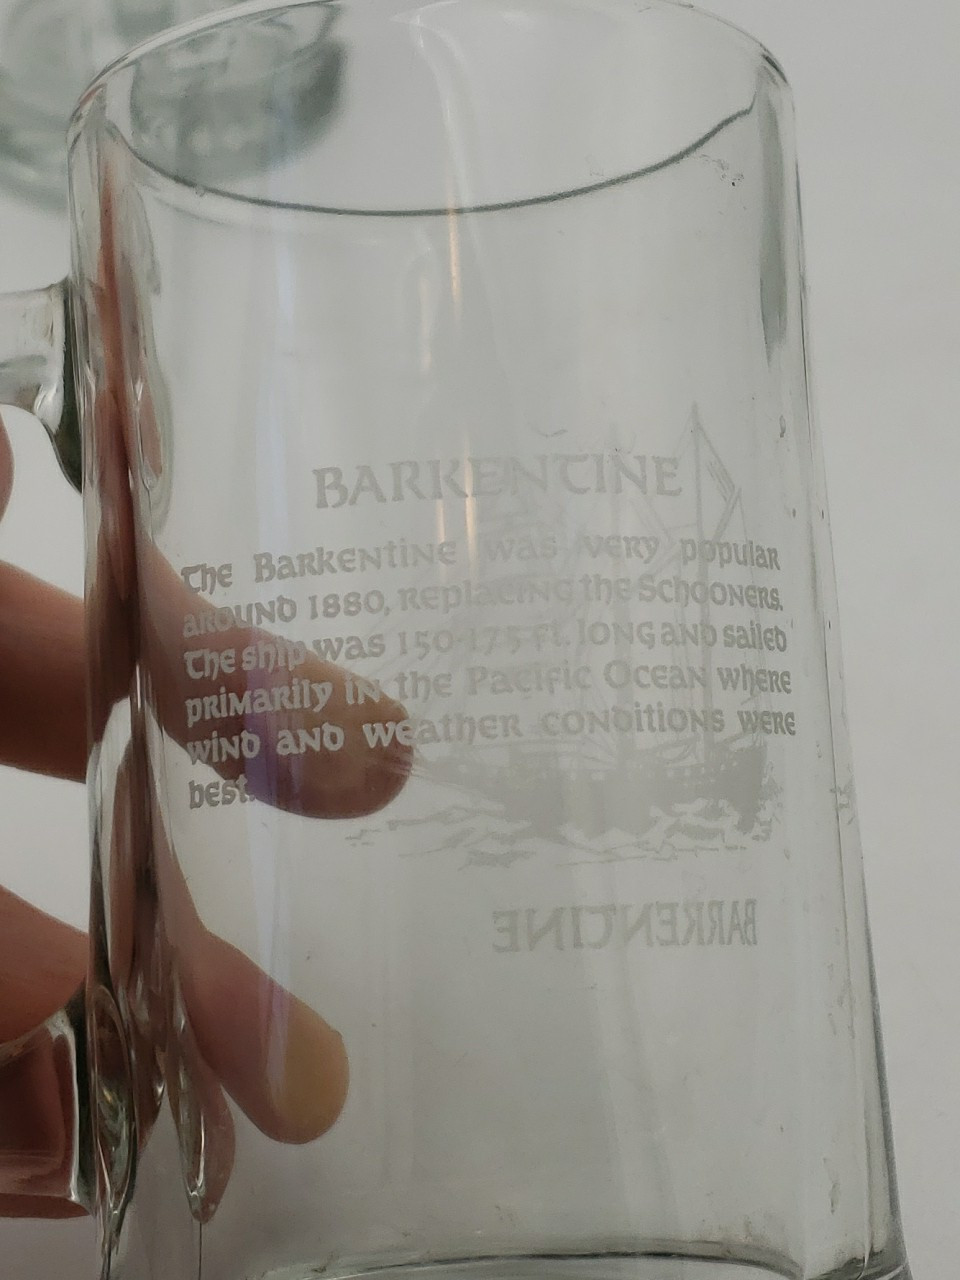 BARKENTINE
The Barkentine was very popular
around 1880, replacing the Schooners.
The ship was 150-175 ft. long and sailed
primarily in the Pacific Ocean where
wind and weather conditions were
best.
BARKENTINE